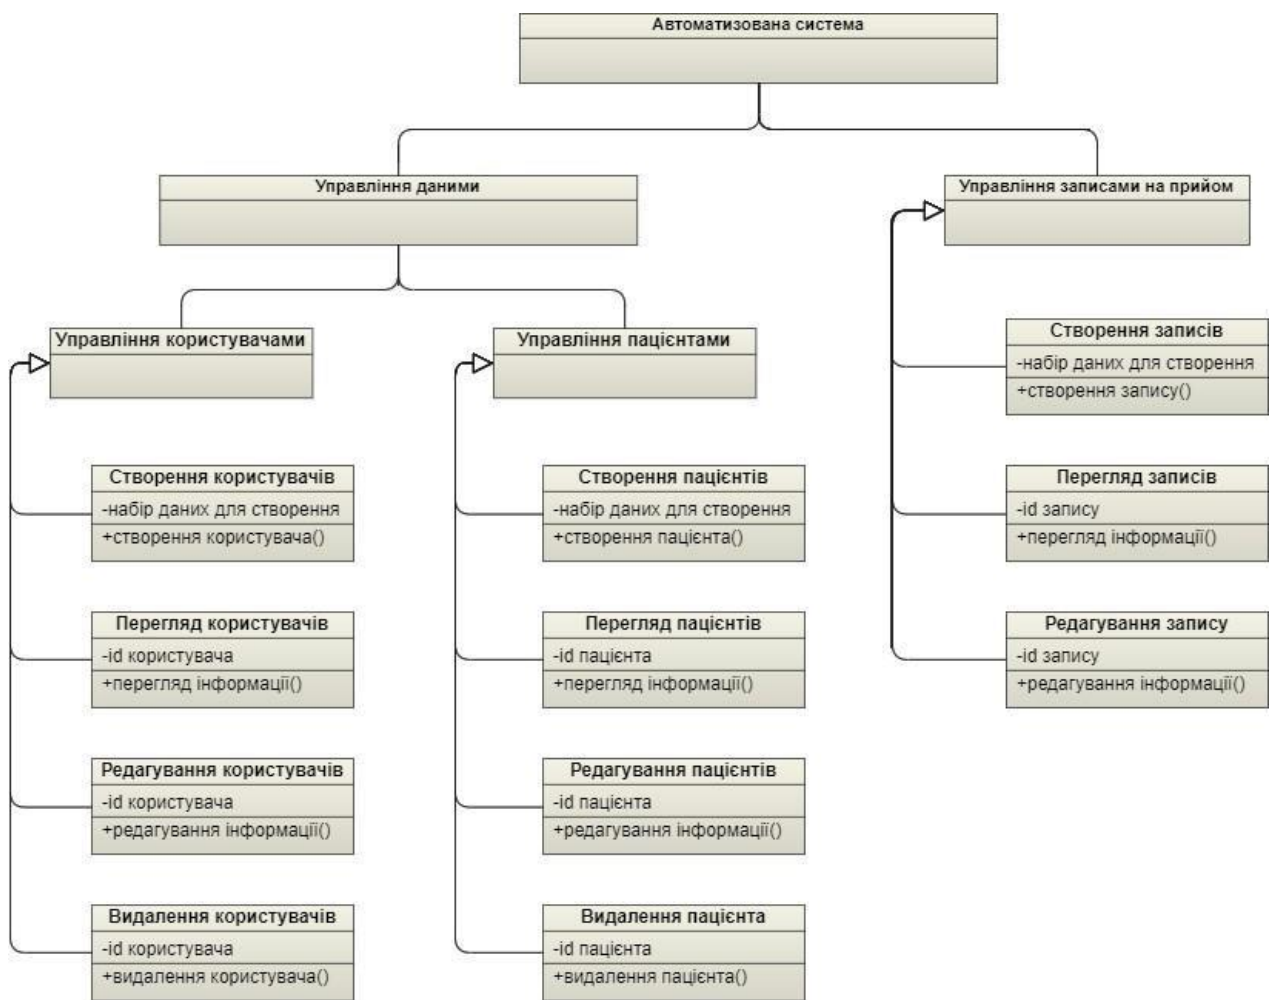 Автоматизована система
Управління даними
Управління записами на прийом
Управління користувачами
Управління пацієнтами
Створення записів
-набір даних для створення
+створення запису()
Створення користувачів
-набір даних для створення
+створення користувача()
Створення пацієнтів
-набір даних для створення
+створення пацієнта()
Перегляд записів
-id запису
+перегляд інформації()
Перегляд користувачів
-id користувача
+перегляд інформації()
Перегляд пацієнтів
-id пацієнта
+перегляд інформації()
Редагування запису
-id запису
+редагування інформації()
Редагування користувачів
-id користувача
+редагування інформації()
Редагування пацієнтів
-id пацієнта
+редагування інформації()
Видалення користувачів
-id користувача
+видалення користувача()
Видалення пацієнта
-id пацієнта
+видалення пацієнта()